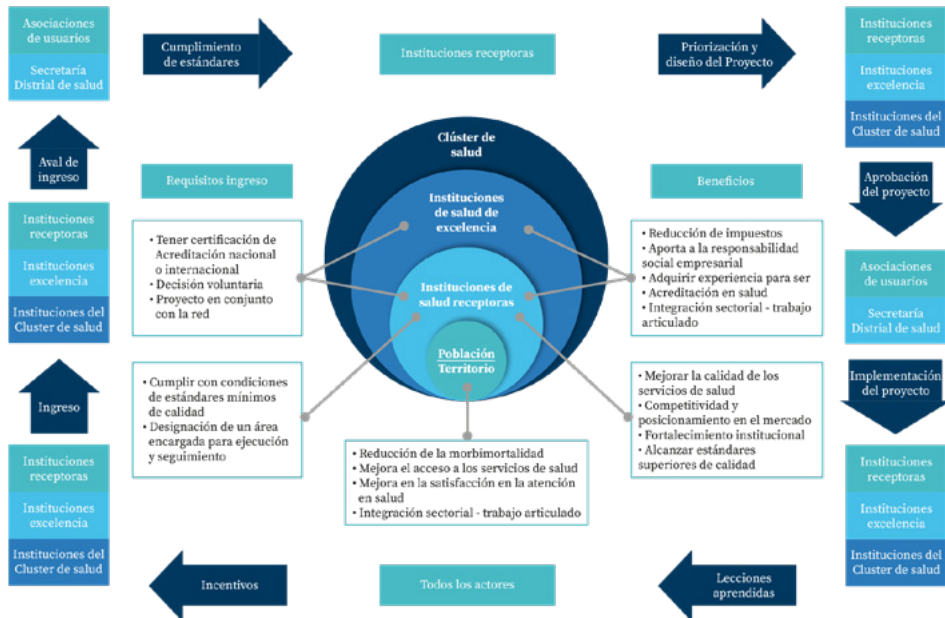 Asociaciones
de usuarios
Secretaría
Distrial de salud
Cumplimiento
de estándares
Instituciones receptoras
Priorización y
diseño del Proyecto
Instituciones
receptoras
Instituciones
excelencia
Instituciones del
Cluster de salud
Aval de
ingreso
Requisitos ingreso
Clúster de
salud
Instituciones
de salud de
excelencia
Instituciones de
salud receptoras
Población
Territorio
Beneficios
Aprobación
del proyecto
Instituciones
receptoras
Instituciones
excelencia
Instituciones del
Cluster de salud
• Tener certificación de
Acreditación nacional
o internacional
• Decisión voluntaria
• Proyecto en conjunto
con la red
• Reducción de impuestos
• Aporta a la responsabilidad
social empresarial
• Adquirir experiencia para ser
• Acreditación en salud
• Integración sectorial - trabajo
articulado
Asociaciones
de usuarios
Secretaría
Distrial de salud
Ingreso
• Cumplir con condiciones
de estándares mínimos
de calidad
• Designación de un área
encargada para ejecución
y seguimiento
• Mejorar la calidad de los
servicios de salud
• Competitividad y
posicionamiento en el mercado
• Fortalecimiento institucional
• Alcanzar estándares
superiores de calidad
Implementación
del proyecto
• Reducción de la morbimortalidad
• Mejora el acceso a los servicios de salud
• Mejora en la satisfacción en la atención
en salud
• Integración sectorial - trabajo articulado
Instituciones
receptoras
Instituciones
excelencia
Instituciones del
Cluster de salud
Instituciones
receptoras
Instituciones
excelencia
Instituciones del
Cluster de salud
Incentivos
Todos los actores
Lecciones
aprendidas